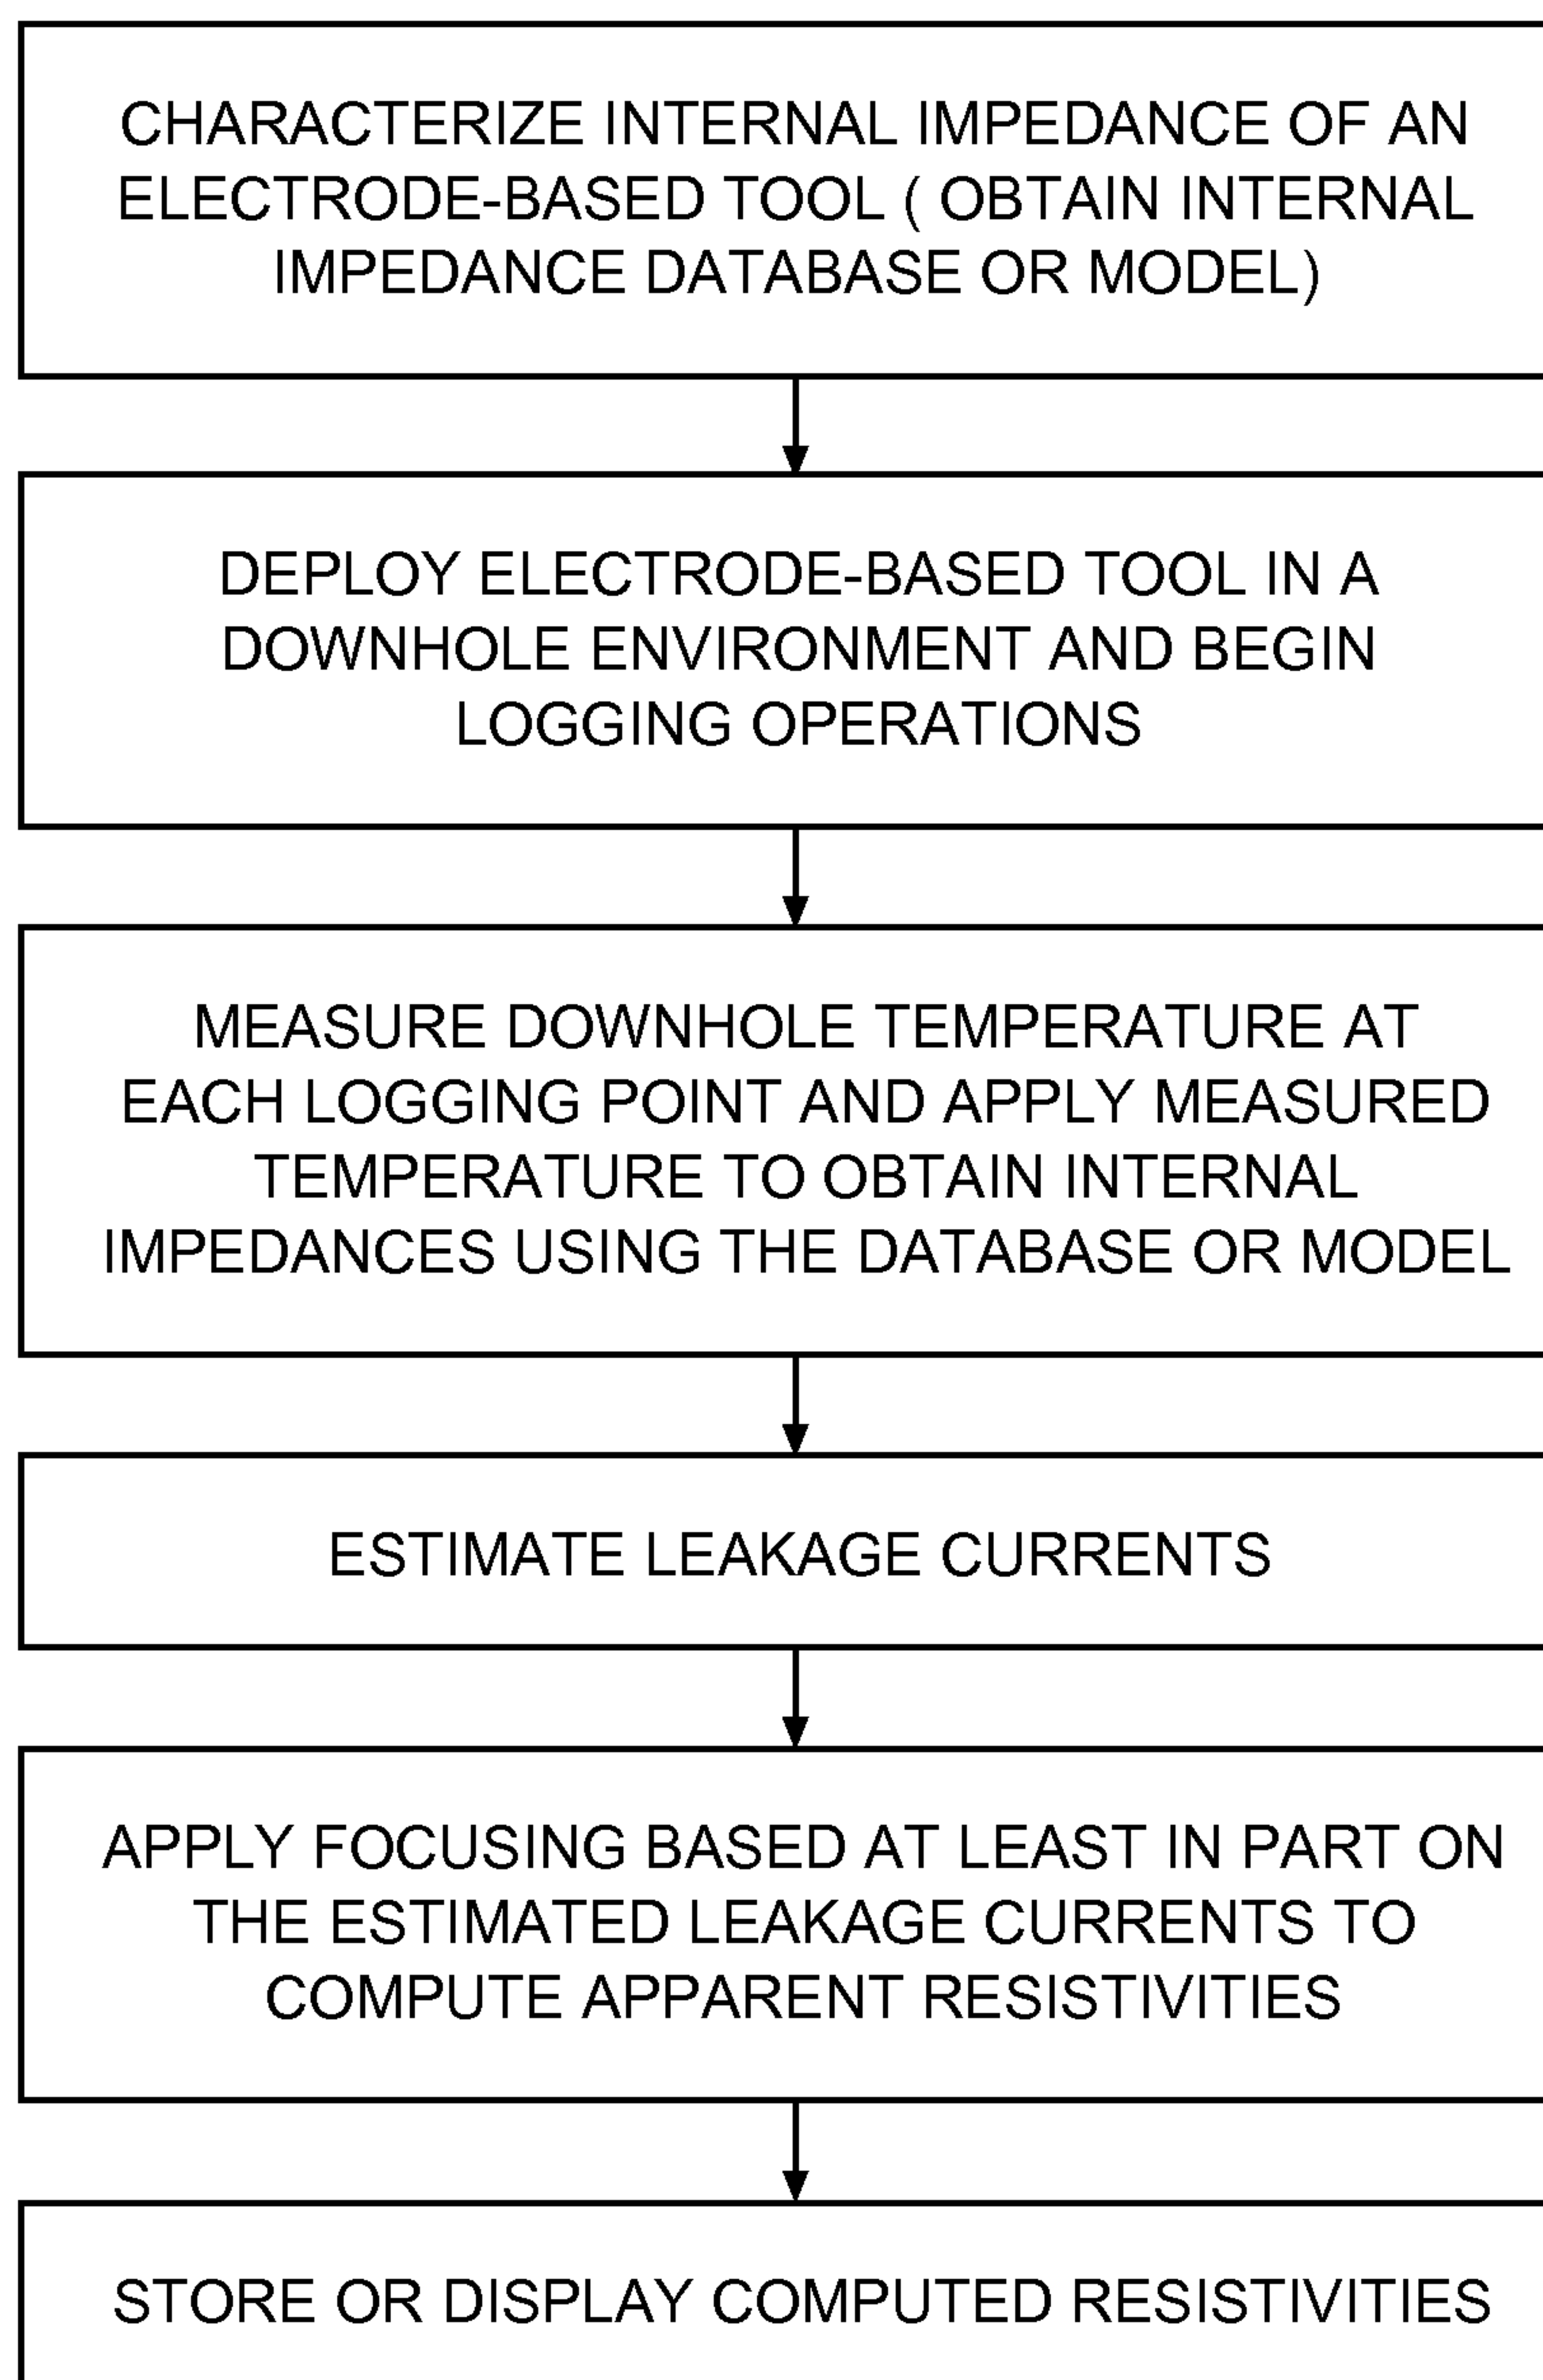 CHARACTERIZE INTERNAL IMPEDANCE OF AN
ELECTRODE-BASED TOOL ( OBTAIN INTERNAL
IMPEDANCE DATABASE OR MODEL)
DEPLOY ELECTRODE-BASED TOOL IN A
DOWNHOLE ENVIRONMENT AND BEGIN
LOGGING OPERATIONS
MEASURE DOWNHOLE TEMPERATURE AT
EACH LOGGING POINT AND APPLY MEASURED
TEMPERATURE TO OBTAIN INTERNAL
IMPEDANCES USING THE DATABASE OR MODEL
ESTIMATE LEAKAGE CURRENTS
APPLY FOCUSING BASED AT LEAST IN PART ON
THE ESTIMATED LEAKAGE CURRENTS TO
COMPUTE APPARENT RESISTIVITIES
STORE OR DISPLAY COMPUTED RESISTIVITIES